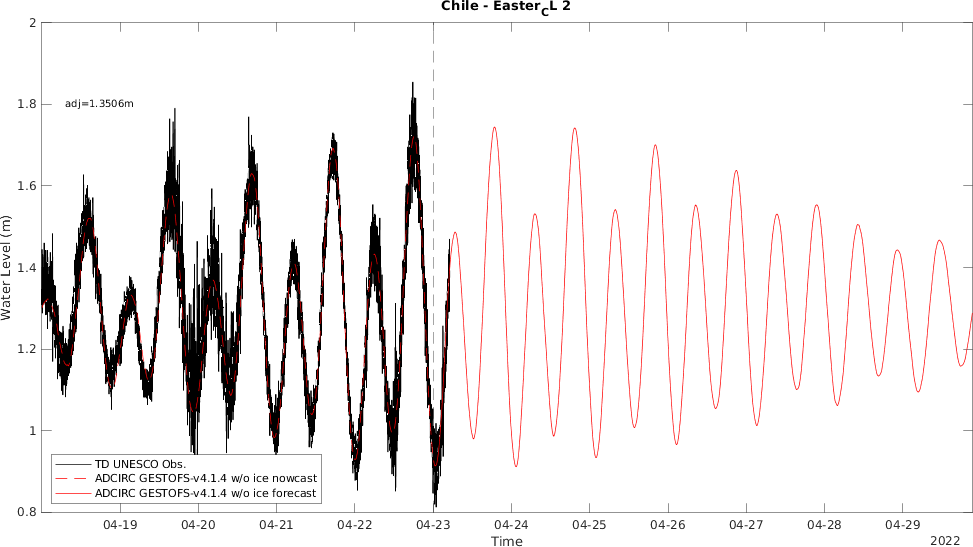 Chile - Easter_CL 2
2
1.8
1.6
1.4
1.2
1
0.8
Water Level (m)
adj=1.3506m
TD UNESCO Obs.
ADCIRC GESTOFS-v4.1.4 w/o ice nowcast
ADCIRC GESTOFS-v4.1.4 w/o ice forecast
04-19 04-20 04-21 04-22 04-23 04-24 04-25 04-26 04-27 04-28 04-29
Time
2022